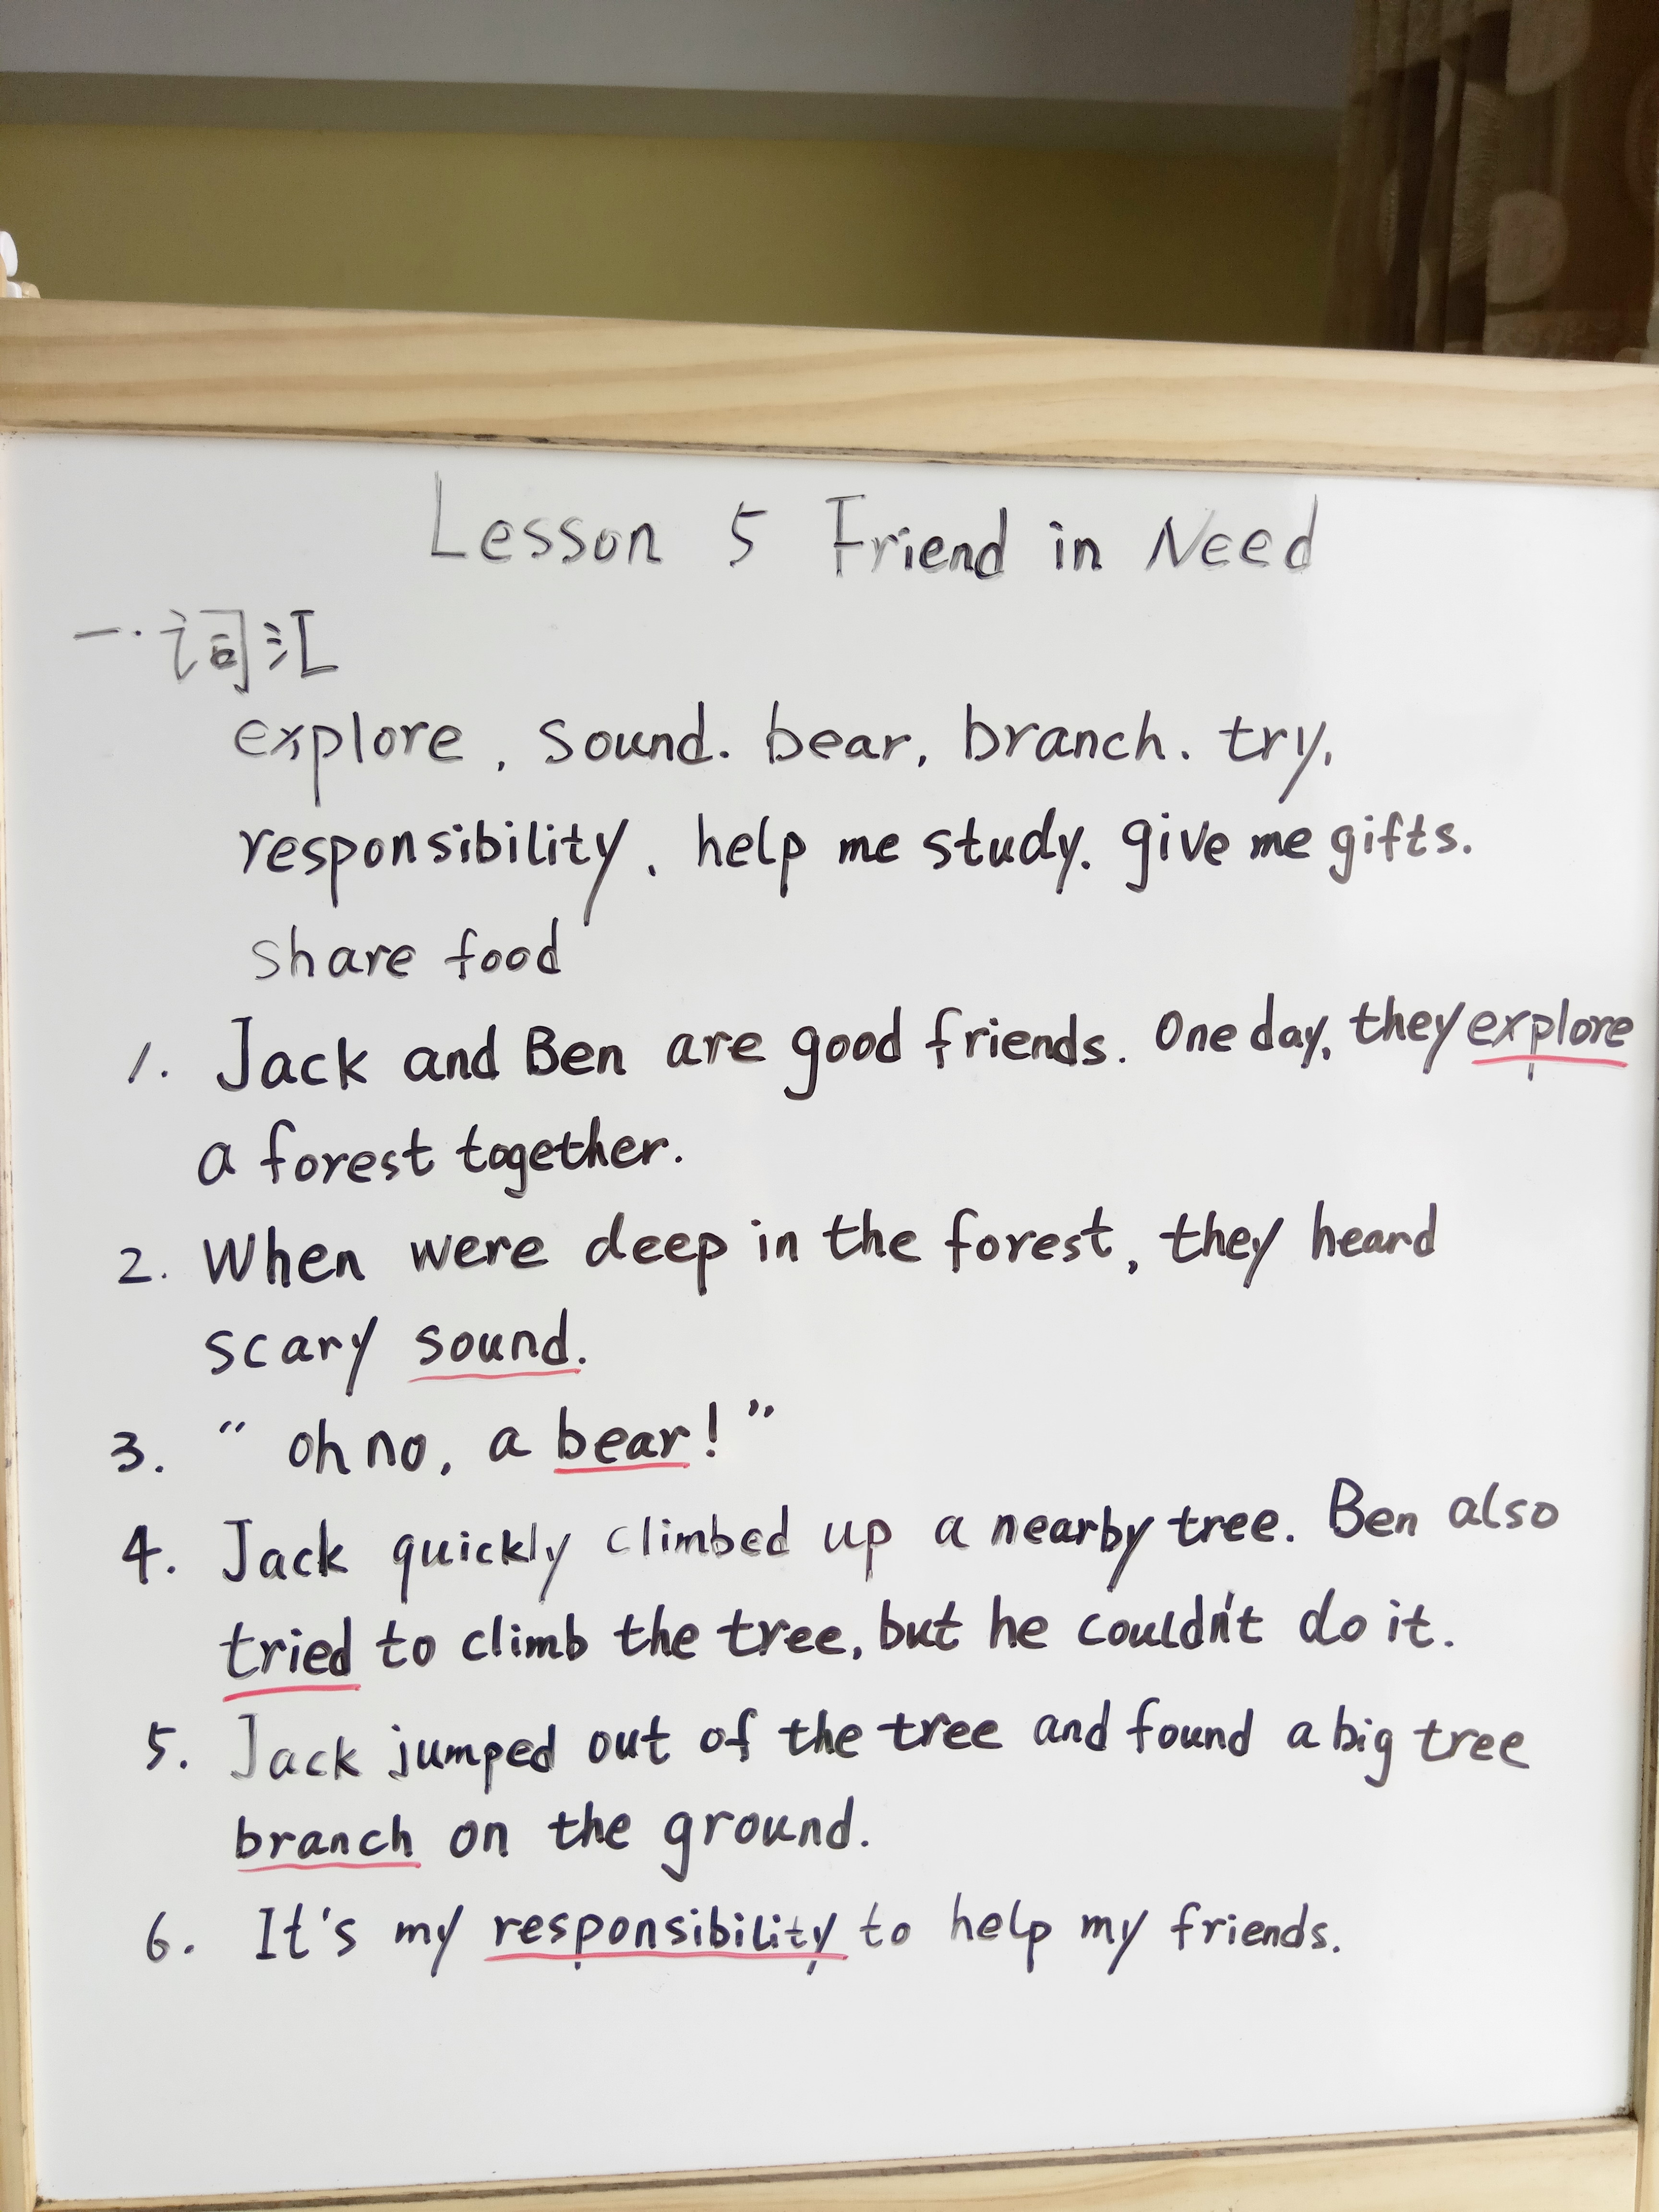 Lesson 5 Friend in Need
一.词汇
explore, sound. bear, branch. try,
responsibility, help me study. give me gifts.
share food
1. Jack and Ben are good friends. One day, they explore
a forest together.
2. When were deep in the forest, they heard
scary sound.
3. “ oh no, a bear! ”
4. Jack quickly climbed up a nearby tree. Ben also
tried to climb the tree, but he couldn't do it.
5. Jack jumped out of the tree and found a big tree
branch on the ground.
6. It's my responsibility to help my friends.